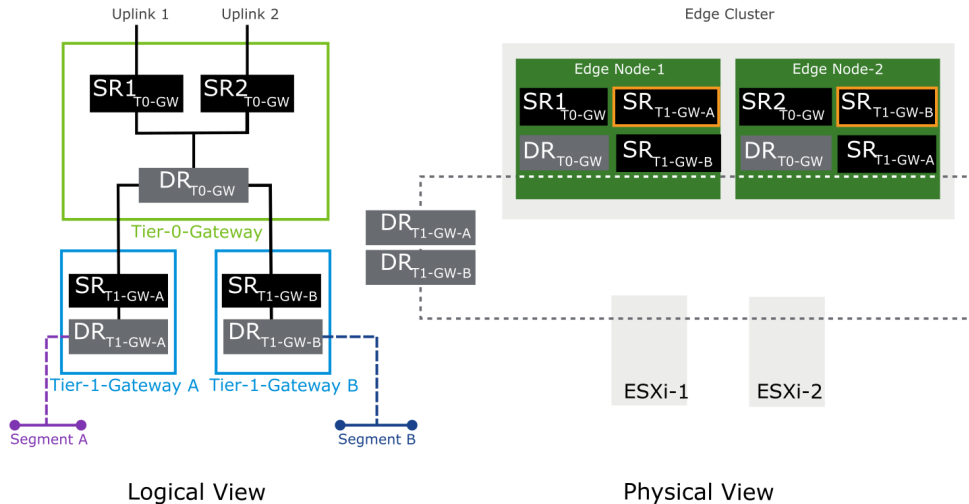 Uplink 1
Uplink 2
SR1T0-GW
SR2T0-GW
DRT0-GW
Tier-0-Gateway
SRT1-GW-A
DRT1-GW-A
Tier-1-Gateway A
SRT1-GW-B
DRT1-GW-B
Tier-1-Gateway B
Segment A
Segment B
Logical View
Edge Cluster
Edge Node-1
SR1T0-GW
SRT1-GW-A
DRT0-GW
SRT1-GW-B
Edge Node-2
SR2T0-GW
SRT1-GW-B
DRT0-GW
SRT1-GW-A
DRT1-GW-A
DRT1-GW-B
ESXi-1
ESXi-2
Physical View